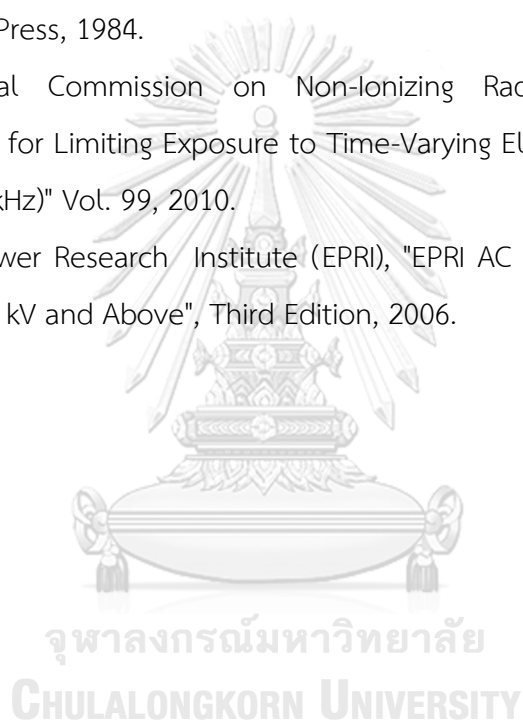 Press, 1984.
al Commission on Non-Ionizing Rad
for Limiting Exposure to Time-Varying El
kHz)" Vol. 99, 2010.
wer Research Institute (EPRI), "EPRI AC
kV and Above", Third Edition, 2006.
จุฬาลงกรณ์มหาวิทยาลัย
CHULALONGKORN UNIVERSITY